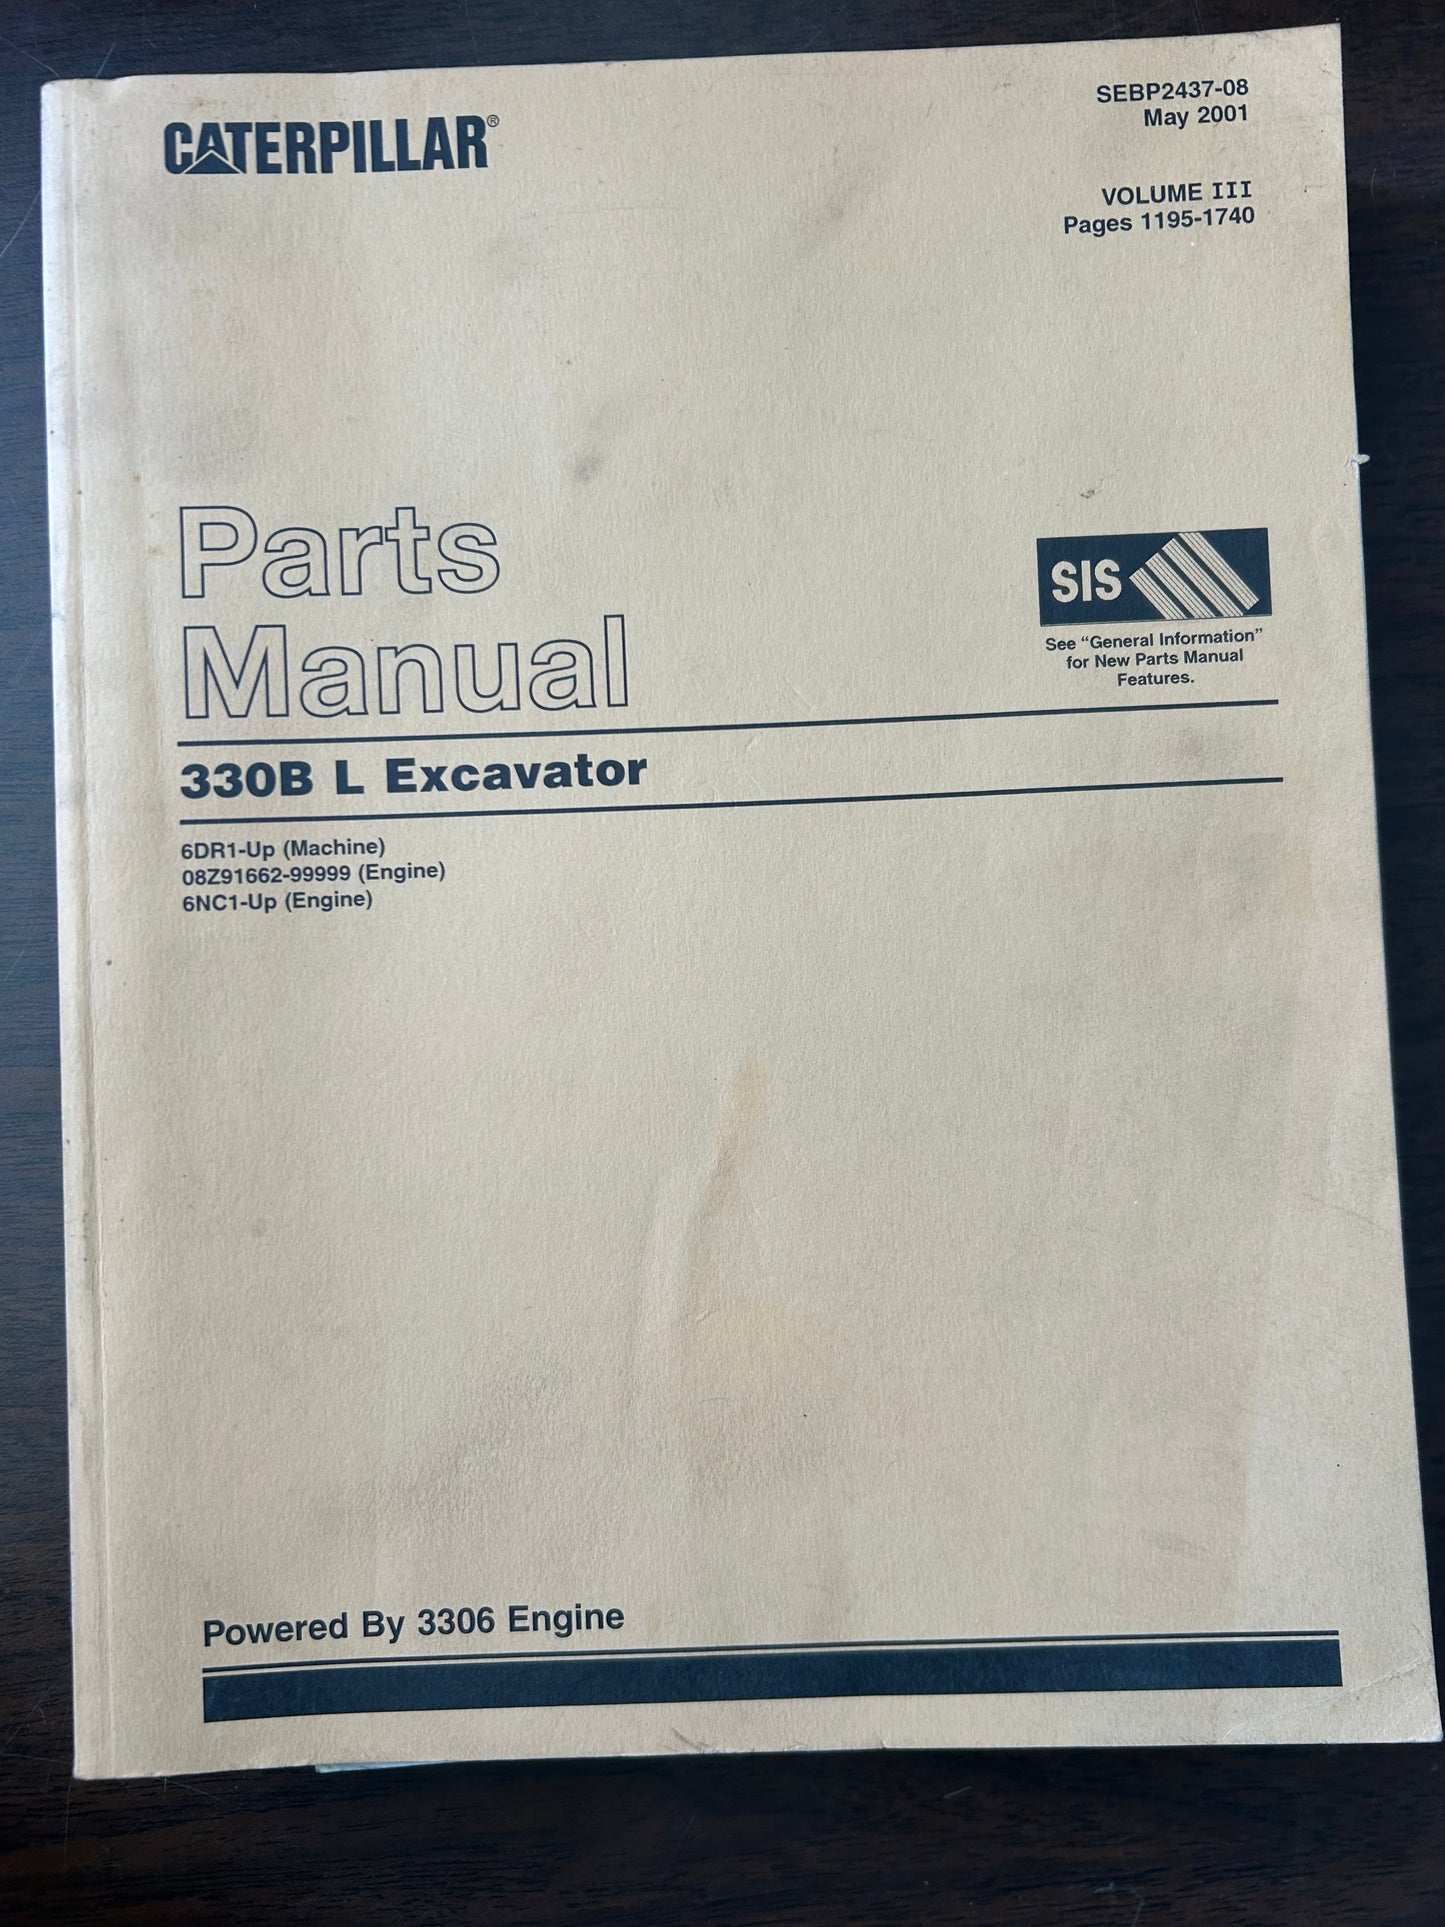 CATERPILLAR®
SEBP2437-08
May 2001
VOLUME III
Pages 1195-1740
Parts
Manual
SIS
See “General Information”
for New Parts Manual
Features.
330B L Excavator
6DR1-Up (Machine)
08Z91662-99999 (Engine)
6NC1-Up (Engine)
Powered By 3306 Engine